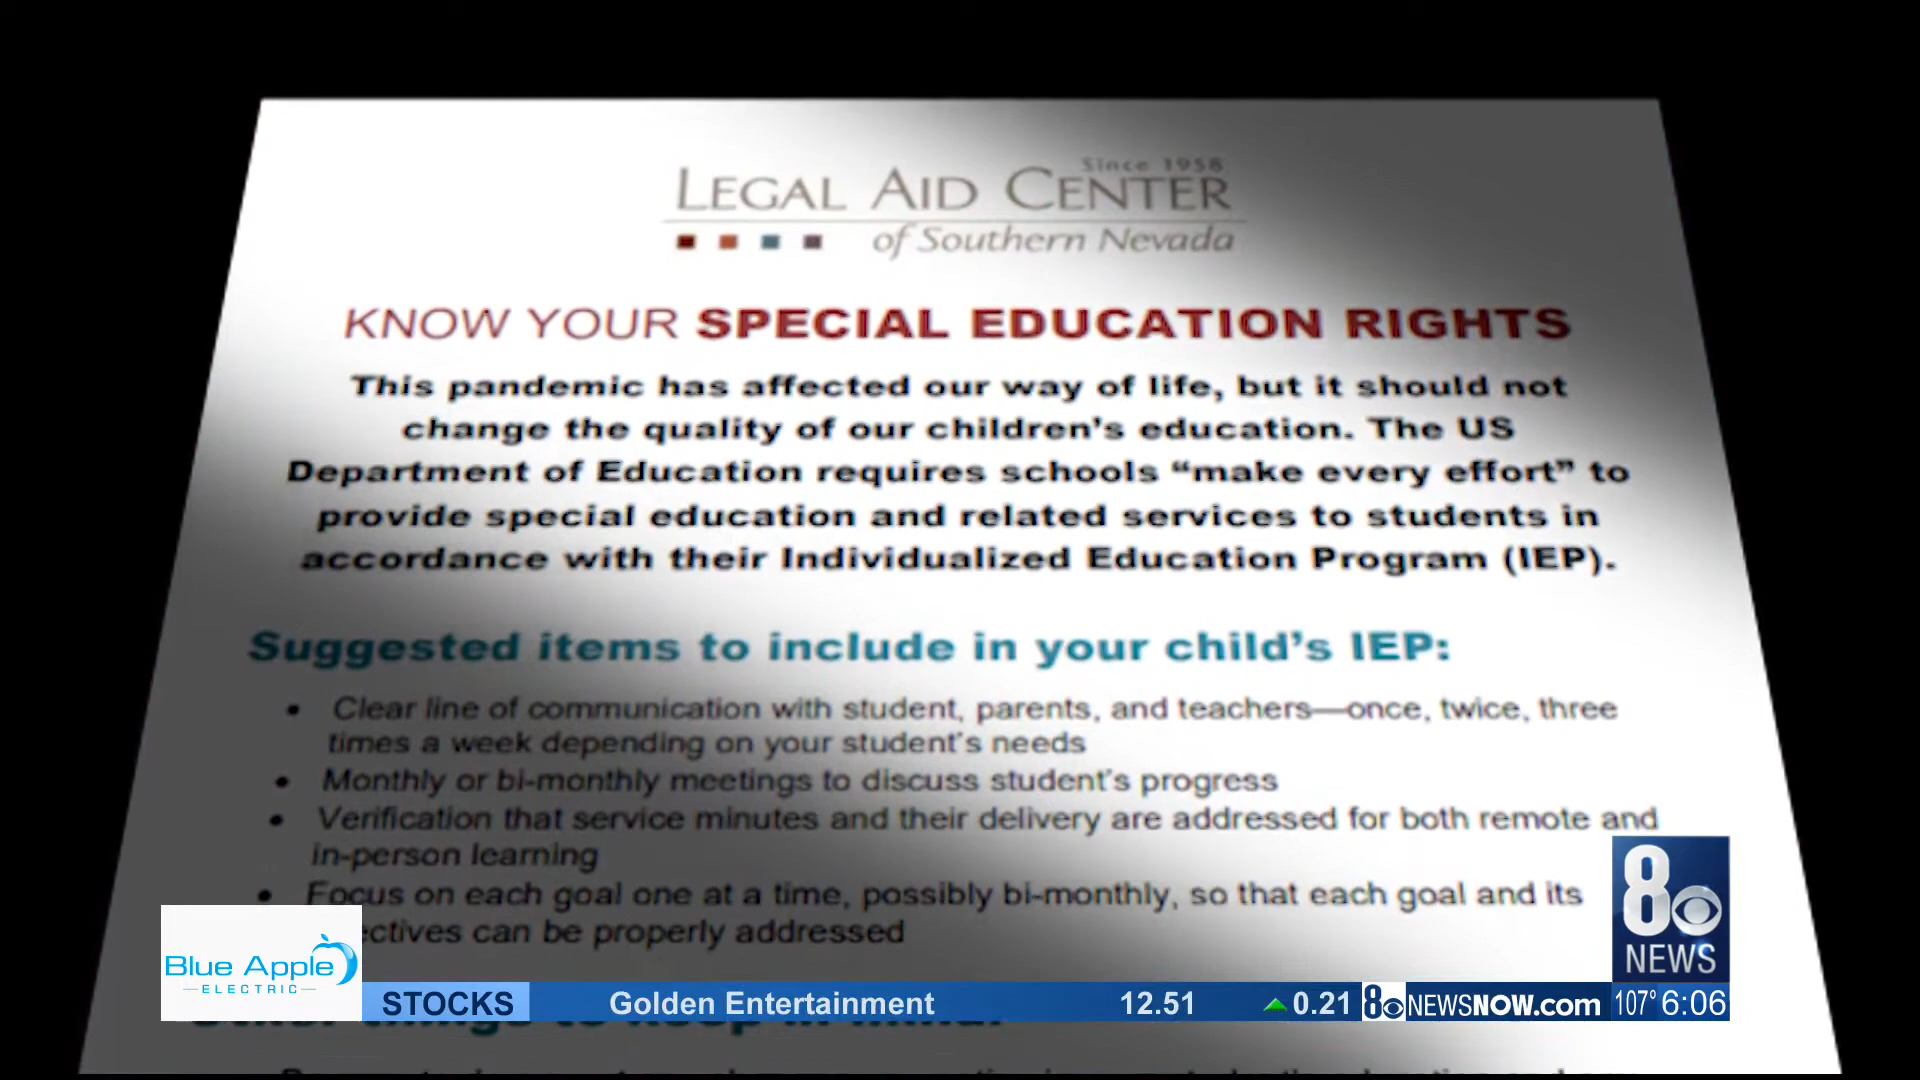 Since 1958
LEGAL AID CENTER
of Southern Nevada
KNOW YOUR SPECIAL EDUCATION RIGHTS
This pandemic has affected our way of life, but it should not
change the quality of our children's education. The US
Department of Education requires schools “make every effort” to
provide special education and related services to students in
accordance with their Individualized Education Program (IEP).
Suggested items to include in your child's IEP:
• Clear line of communication with student, parents, and teachers—once, twice, three
times a week depending on your student's needs
• Monthly or bi-monthly meetings to discuss student's progress
• Verification that service minutes and their delivery are addressed for both remote and
in-person learning
• Focus on each goal one at a time, possibly bi-monthly, so that each goal and its
ectives can be properly addressed
8
NEWS
Blue Apple
ELECTRIC
STOCKS Golden Entertainment 12.51 0.21 8 NEWSNOW.com 107° 6:06